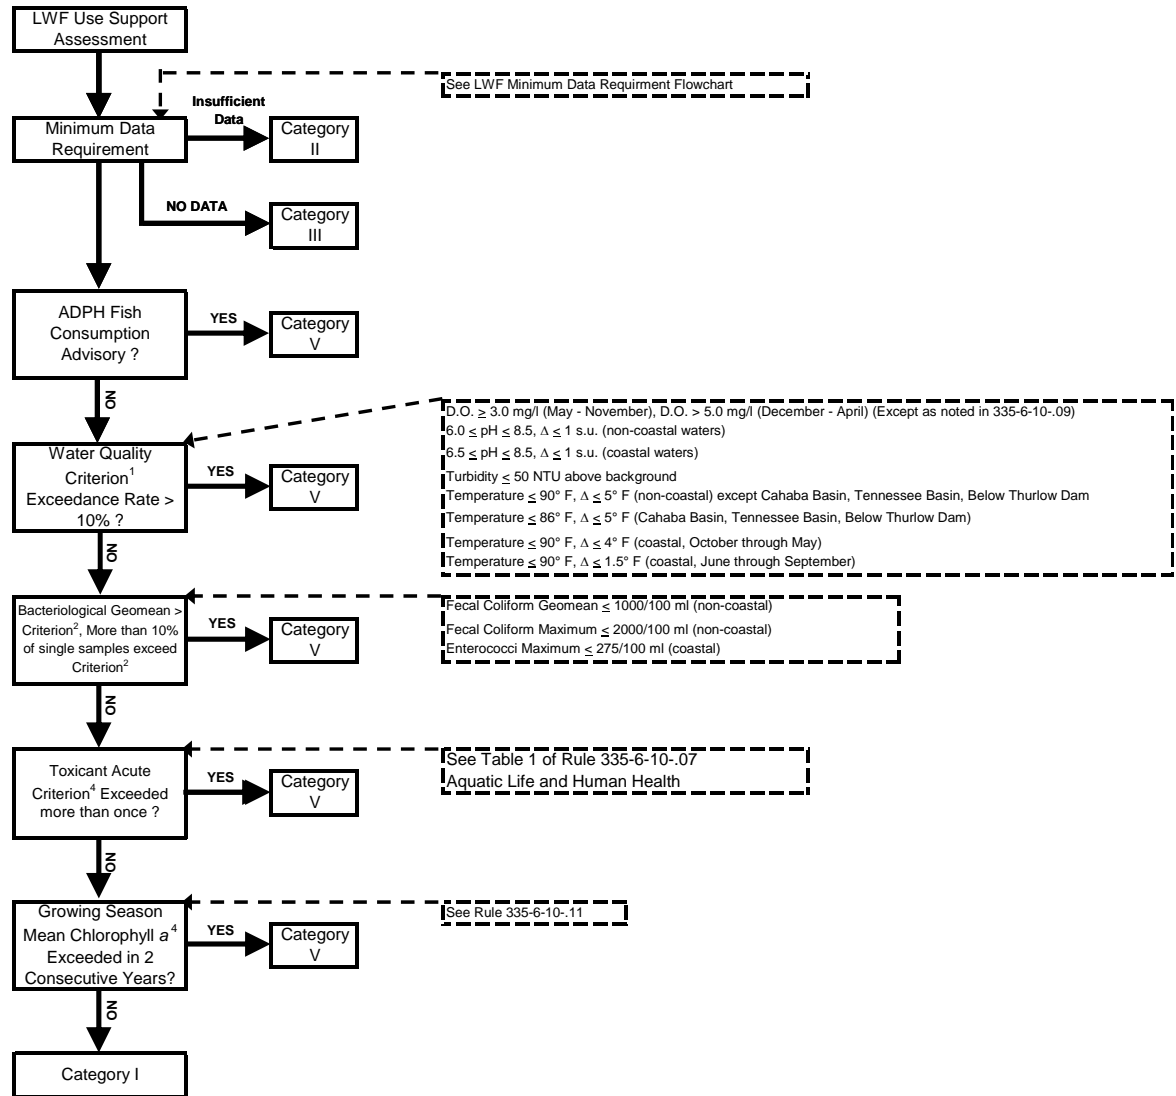 LWF Use Support
Assessment
See LWF Minimum Data Requirment Flowchart
Insufficient
Data
Minimum Data
Requirement
Category
II
NO DATA
Category
III
ADPH Fish
Consumption
Advisory ?
YES
Category
V
NO
D.O. ≥ 3.0 mg/l (May - November), D.O. > 5.0 mg/l (December - April) (Except as noted in 335-6-10-.09)
6.0 ≤ pH ≤ 8.5, Δ ≤ 1 s.u. (non-coastal waters)
6.5 ≤ pH ≤ 8.5, Δ ≤ 1 s.u. (coastal waters)
Turbidity ≤ 50 NTU above background
Temperature ≤ 90° F, Δ ≤ 5° F (non-coastal) except Cahaba Basin, Tennessee Basin, Below Thurlow Dam
Temperature ≤ 86° F, Δ ≤ 5° F (Cahaba Basin, Tennessee Basin, Below Thurlow Dam)
Temperature ≤ 90° F, Δ ≤ 4° F (coastal, October through May)
Temperature ≤ 90° F, Δ ≤ 1.5° F (coastal, June through September)
Water Quality
Criterion¹
Exceedance Rate >
10% ?
YES
Category
V
NO
Bacteriological Geomean >
Criterion², More than 10%
of single samples exceed
Criterion²
YES
Category
V
Fecal Coliform Geomean ≤ 1000/100 ml (non-coastal)
Fecal Coliform Maximum ≤ 2000/100 ml (non-coastal)
Enterococci Maximum ≤ 275/100 ml (coastal)
NO
Toxicant Acute
Criterion⁴ Exceeded
more than once ?
YES
Category
V
See Table 1 of Rule 335-6-10-.07
Aquatic Life and Human Health
NO
Growing Season
Mean Chlorophyll a⁴
Exceeded in 2
Consecutive Years?
YES
Category
V
See Rule 335-6-10-.11
NO
Category I